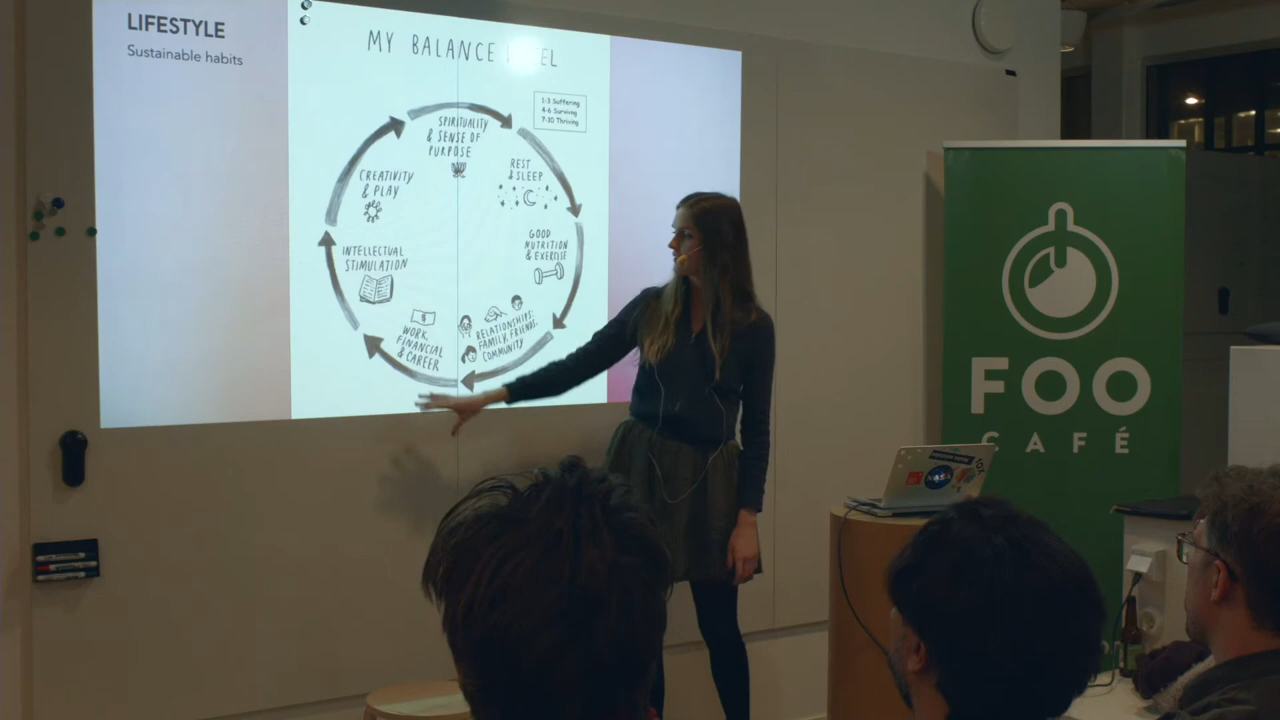 LIFESTYLE
Sustainable habits
MY BALANCE
1-3 Suffering
4-6 Surviving
7-10 Thriving
SPIRITUALITY
& SENSE OF
PURPOSE
REST
& SLEEP
GOOD
NUTRITION
& EXERCISE
RELATIONSHIPS:
FAMILY, FRIENDS,
COMMUNITY
WORK,
FINANCIAL
& CAREER
INTELLECTUAL
STIMULATION
CREATIVITY
& PLAY
FOO
CAFÉ
NASA